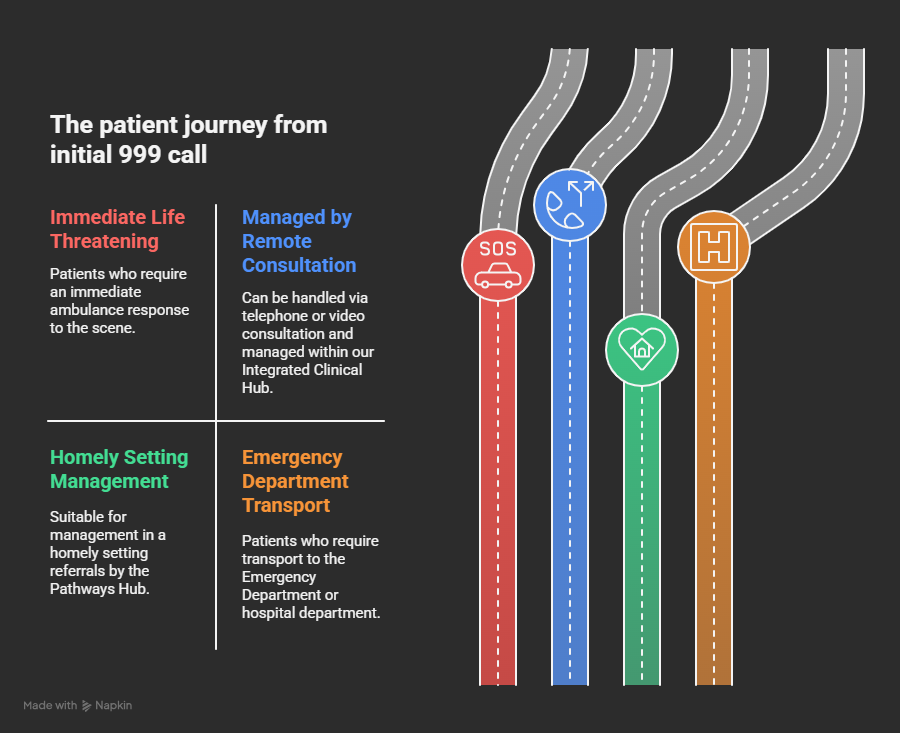 The patient journey from
initial 999 call
Immediate Life
Threatening
Patients who require
an immediate
ambulance response
to the scene.
Managed by
Remote
Consultation
Can be handled via
telephone or video
consultation and
managed within our
Integrated Clinical
Hub.
Homely Setting
Management
Suitable for
management in a
homely setting
referrals by the
Pathways Hub.
Emergency
Department
Transport
Patients who require
transport to the
Emergency
Department or
hospital department.
SOS
H
Made with Napkin